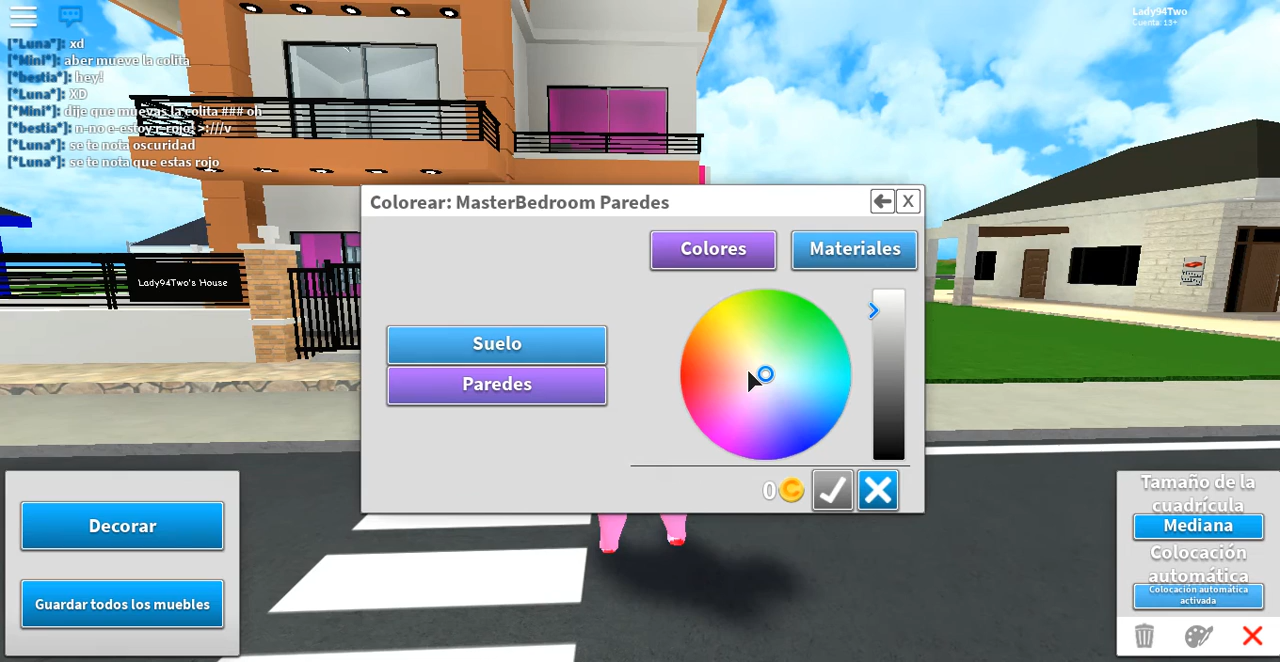 Lady94Two
Cuenta: 13+
[*Luna*]: xd
[*Mini*]: aber mueve la colita
[*bestia*]: hey!
[*Luna*]: XD
[*Mini*]: dije que muevas la colita ### oh
[*bestia*]: n-no e-estoy r-rojo >:///v
[*Luna*]: se te nota oscuridad
[*Luna*]: se te nota que estas rojo
Lady94Two's House
Colorear: MasterBedroom Paredes
X
Colores
Materiales
Suelo
Paredes
0
Decorar
Guardar todos los muebles
Tamaño de la
cuadrícula
Mediana
Colocación
automática
Colocación automática
activada